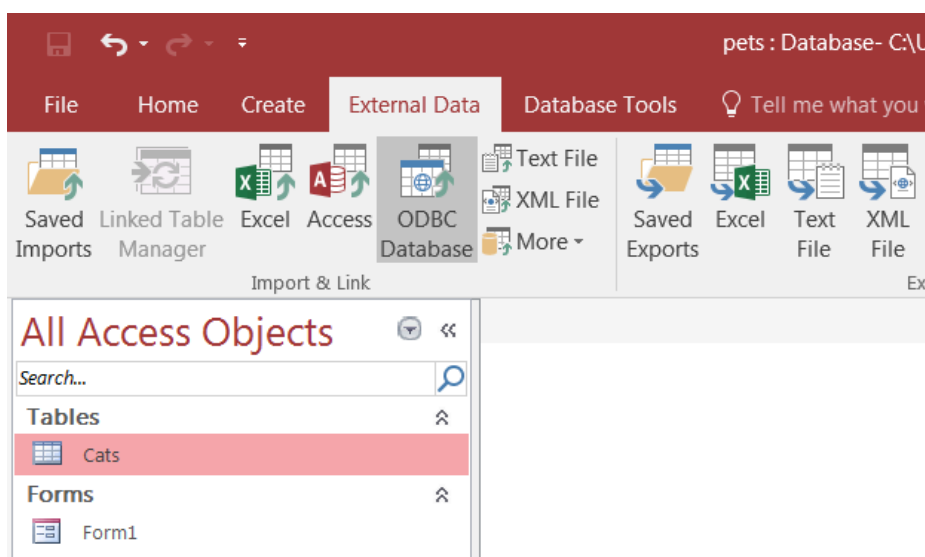 pets : Database- C:\U
File Home Create External Data Database Tools Tell me what you
Text File
XML File
More
Saved Imports
Linked Table Manager
Excel
Access
ODBC Database
Import & Link
Saved Exports
Excel
Text File
XML File
Ex
All Access Objects
Search...
Tables
Cats
Forms
Form1